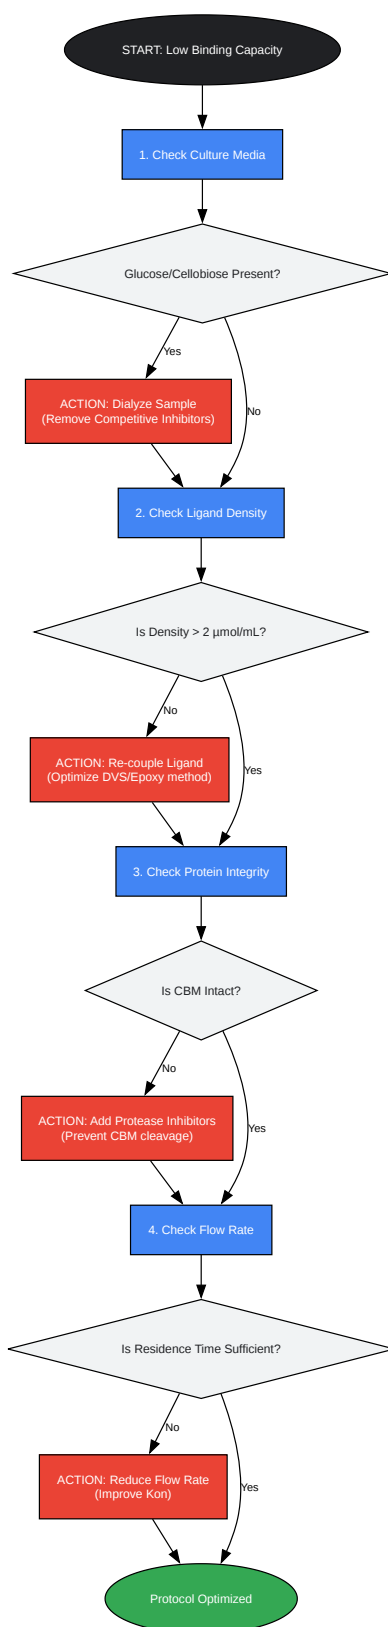 START: Low Binding Capacity
1. Check Culture Media
Glucose/Cellobiose Present?
Yes
ACTION: Dialyze Sample
(Remove Competitive Inhibitors)
No
2. Check Ligand Density
Is Density > 2 µmol/mL?
No
ACTION: Re-couple Ligand
(Optimize DVS/Epoxy method)
Yes
3. Check Protein Integrity
Is CBM Intact?
No
ACTION: Add Protease Inhibitors
(Prevent CBM cleavage)
Yes
4. Check Flow Rate
Is Residence Time Sufficient?
No
ACTION: Reduce Flow Rate
(Improve Kon)
Yes
Protocol Optimized